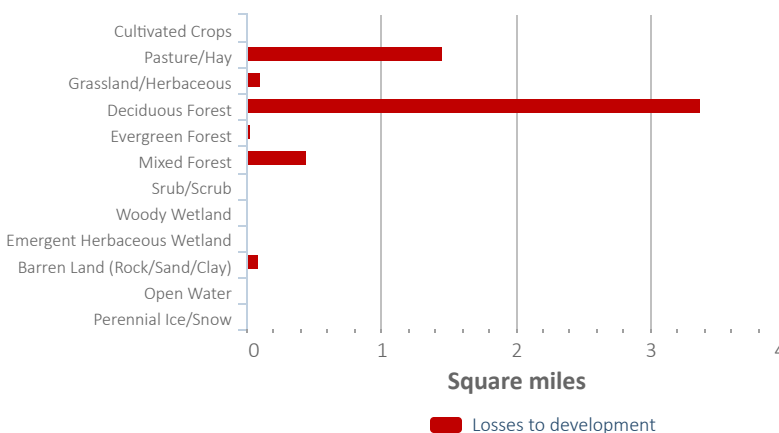 Cultivated Crops
Pasture/Hay
Grassland/Herbaceous
Deciduous Forest
Evergreen Forest
Mixed Forest
Srub/Scrub
Woody Wetland
Emergent Herbaceous Wetland
Barren Land (Rock/Sand/Clay)
Open Water
Perennial Ice/Snow
0 1 2 3 4
Square miles
Losses to development